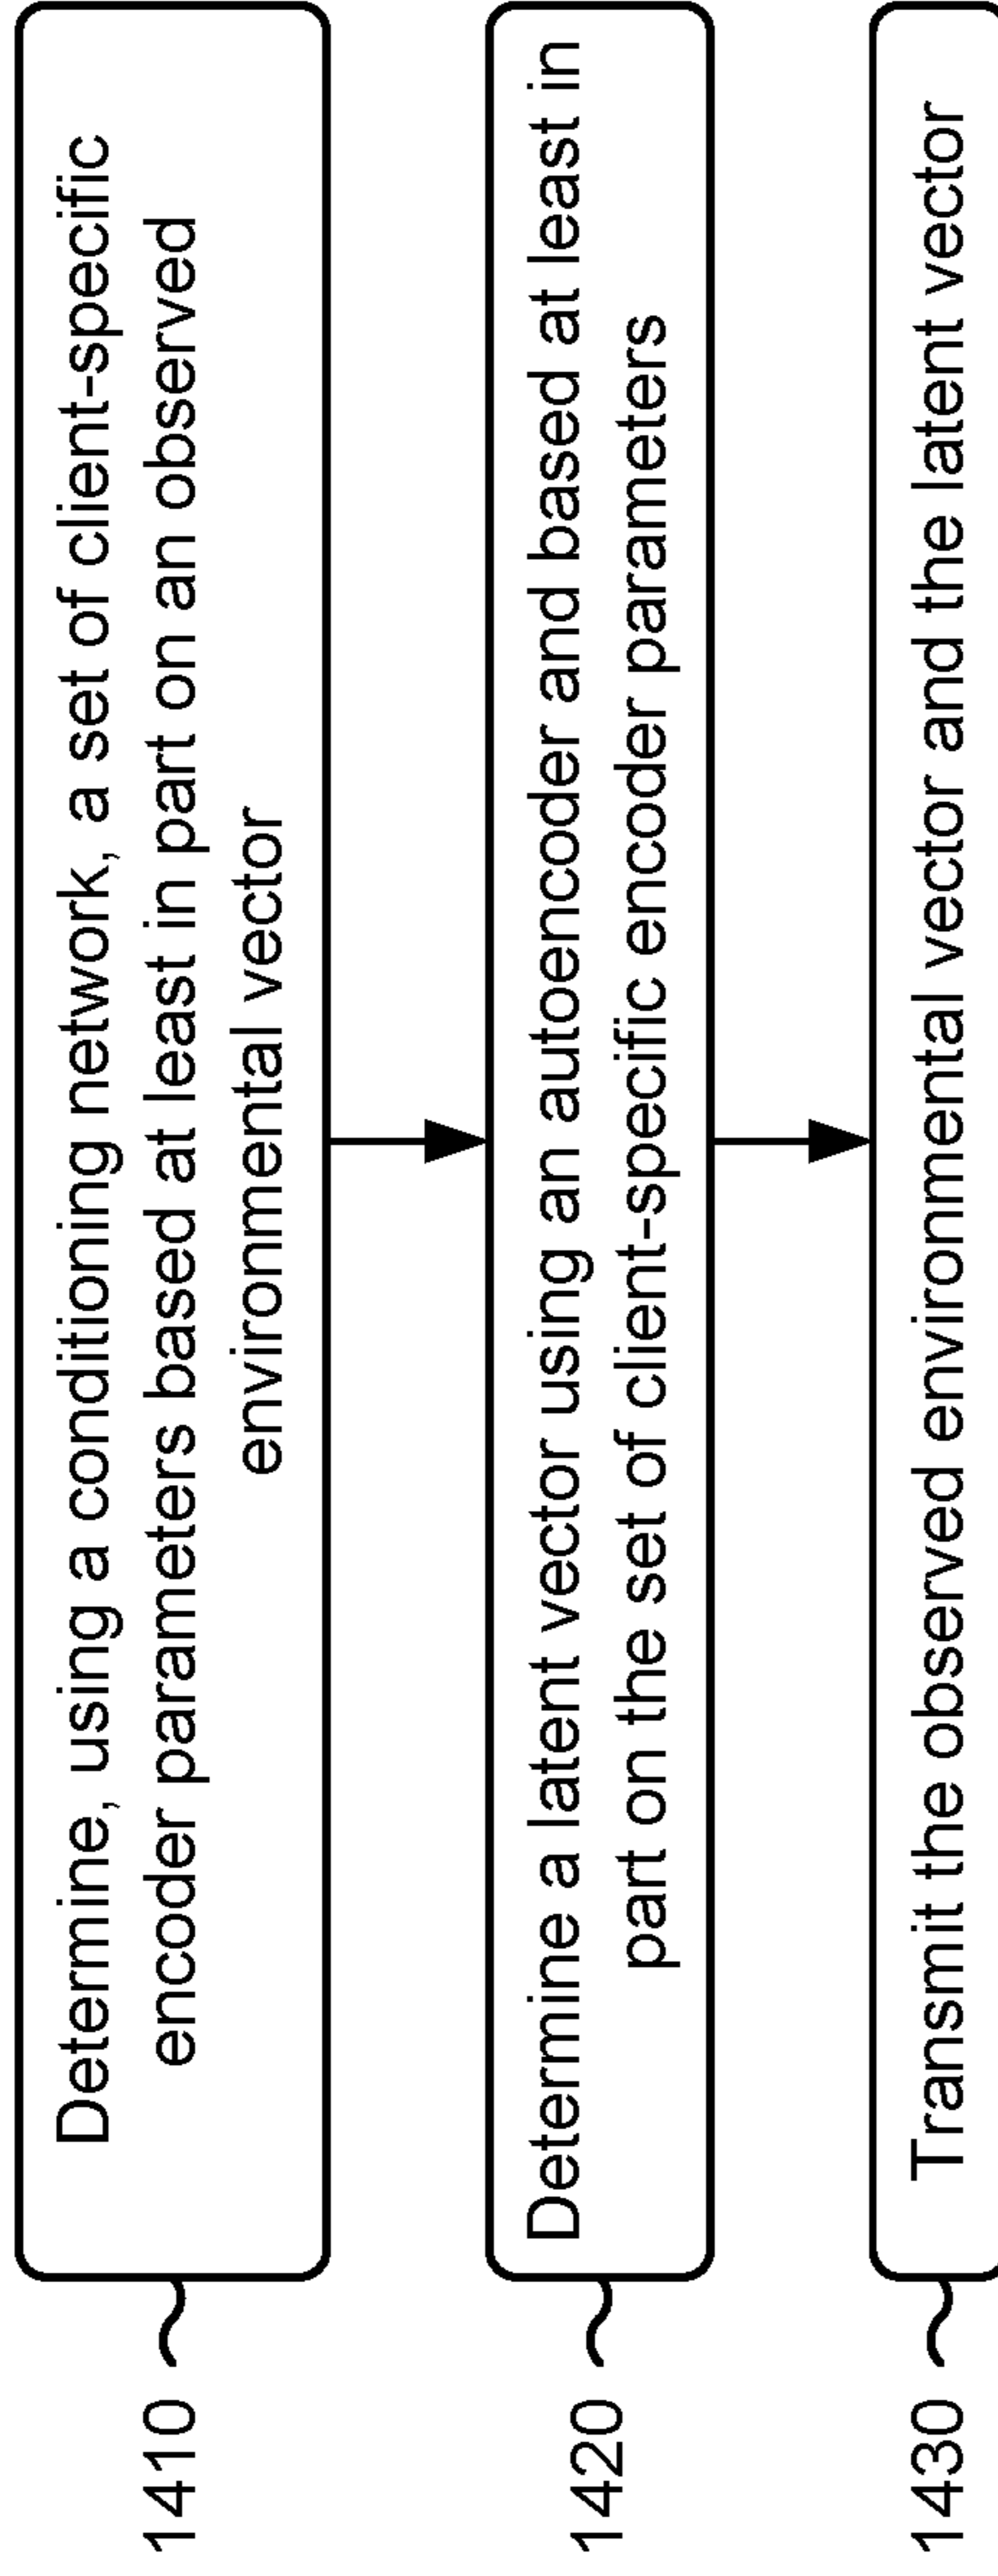 1410
Determine, using a conditioning network, a set of client-specific
encoder parameters based at least in part on an observed
environmental vector
1420
Determine a latent vector using an autoencoder and based at least in
part on the set of client-specific encoder parameters
1430
Transmit the observed environmental vector and the latent vector